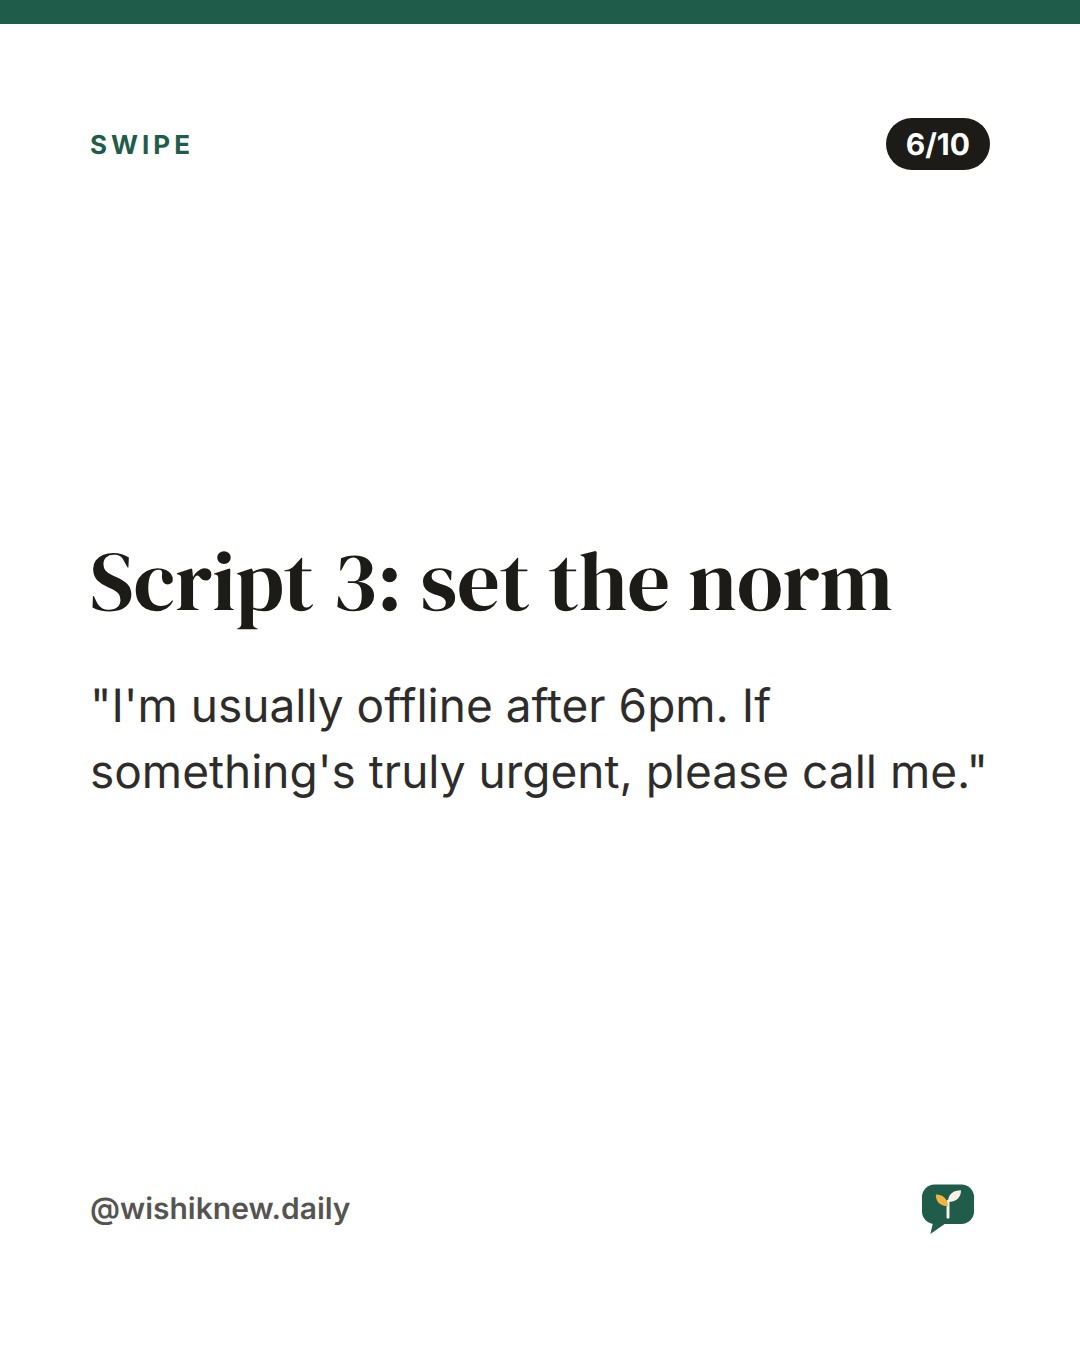 SWIPE
6/10
Script 3: set the norm
"I'm usually offline after 6pm. If
something's truly urgent, please call me."
@wishiknew.daily